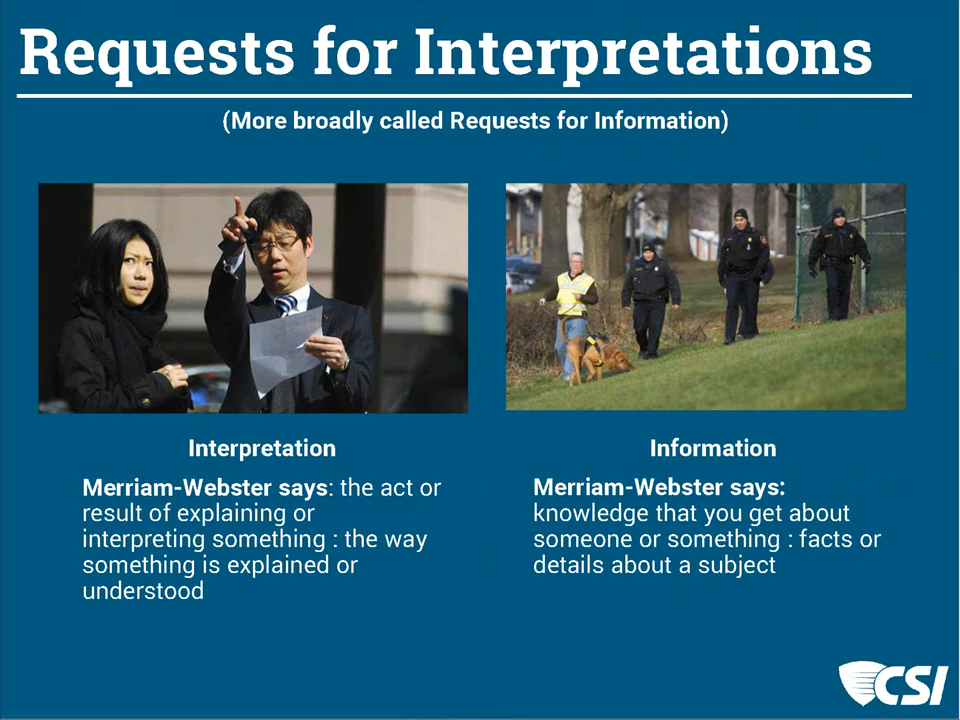 Requests for Interpretations
(More broadly called Requests for Information)
Interpretation
Merriam-Webster says: the act or
result of explaining or
interpreting something : the way
something is explained or
understood
Information
Merriam-Webster says:
knowledge that you get about
someone or something : facts or
details about a subject
CSI